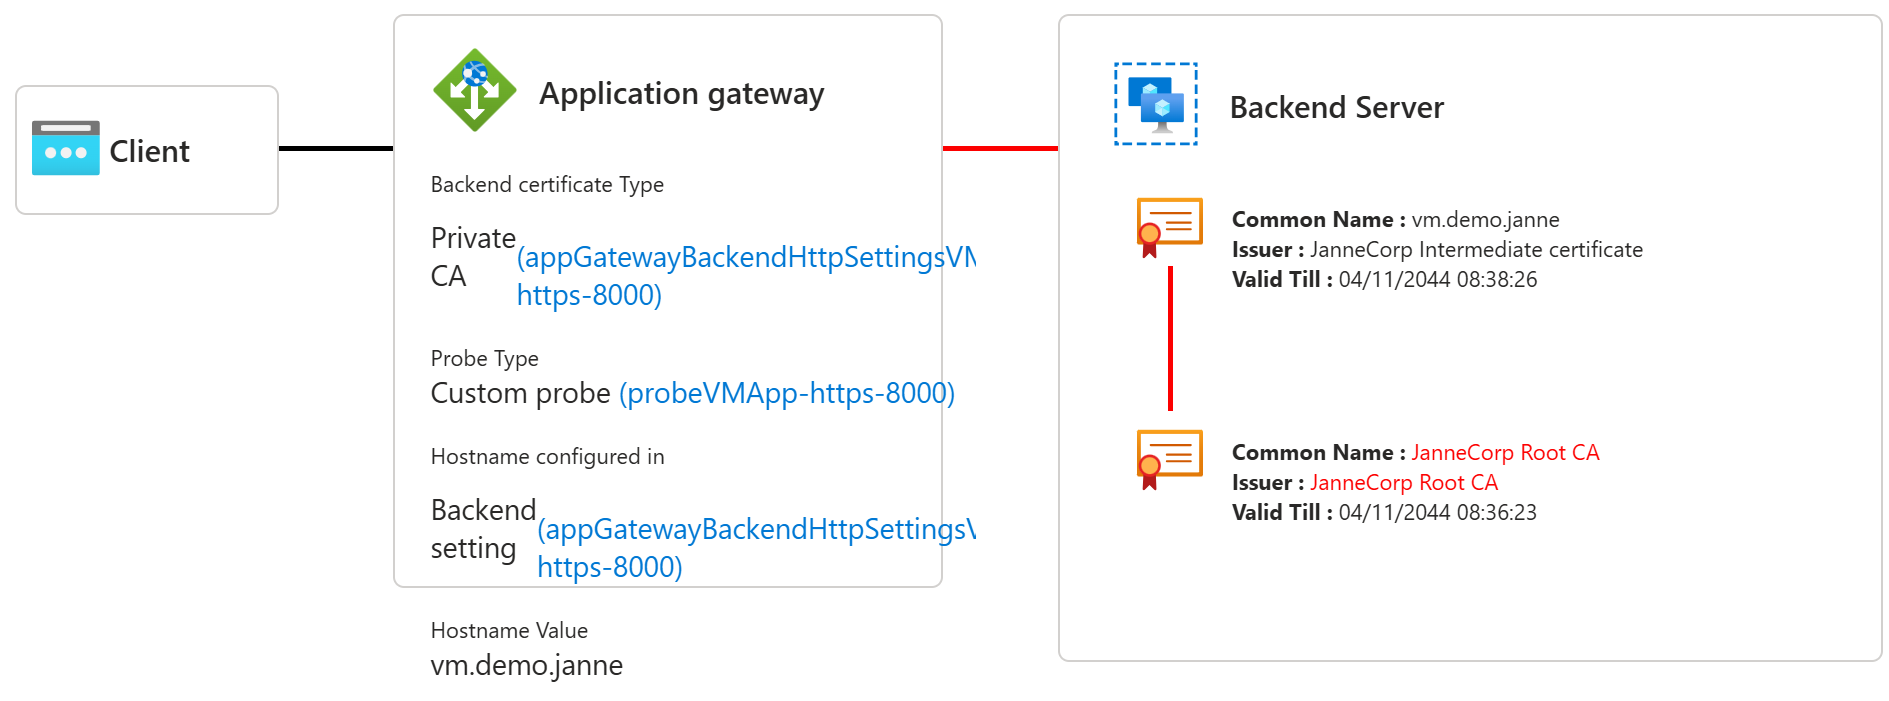 Client
Application gateway
Backend certificate Type
Private
CA
(appGatewayBackendHttpSettingsVM
https-8000)
Probe Type
Custom probe (probeVMApp-https-8000)
Hostname configured in
Backend
setting
(appGatewayBackendHttpSettings
https-8000)
Hostname Value
vm.demo.janne
Backend Server
Common Name : vm.demo.janne
Issuer : JanneCorp Intermediate certificate
Valid Till : 04/11/2044 08:38:26
Common Name : JanneCorp Root CA
Issuer : JanneCorp Root CA
Valid Till : 04/11/2044 08:36:23